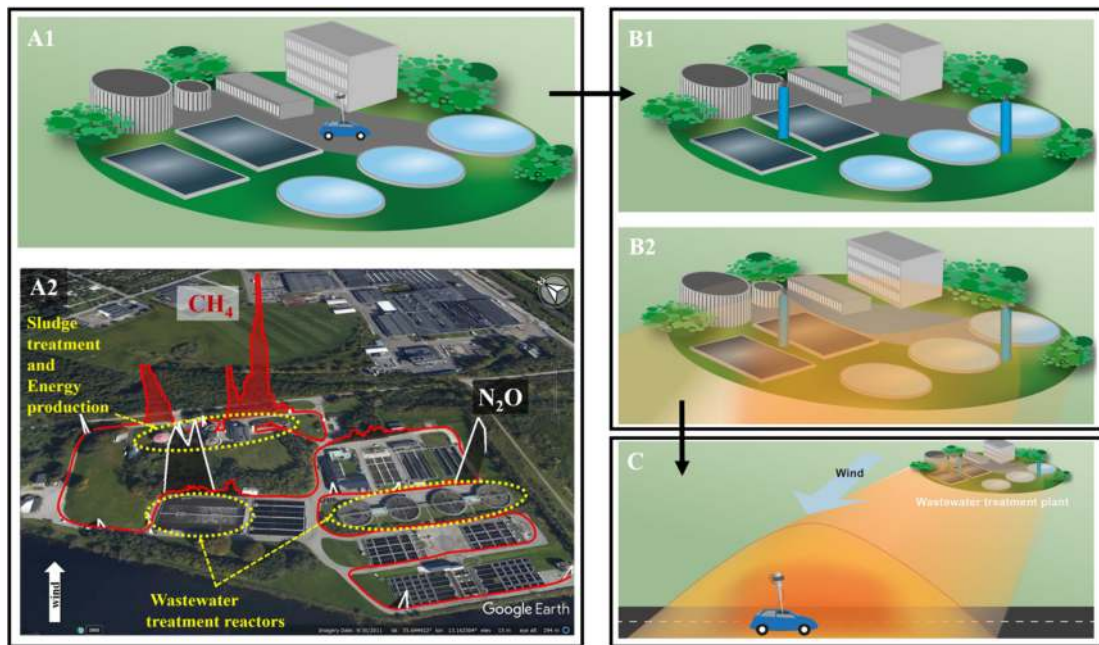 A1
A2
CH₄
Sludge
treatment
and
Energy
production
N₂O
wind
Wastewater
treatment reactors
Google Earth
B1
B2
C
Wind
Wastewater treatment plant